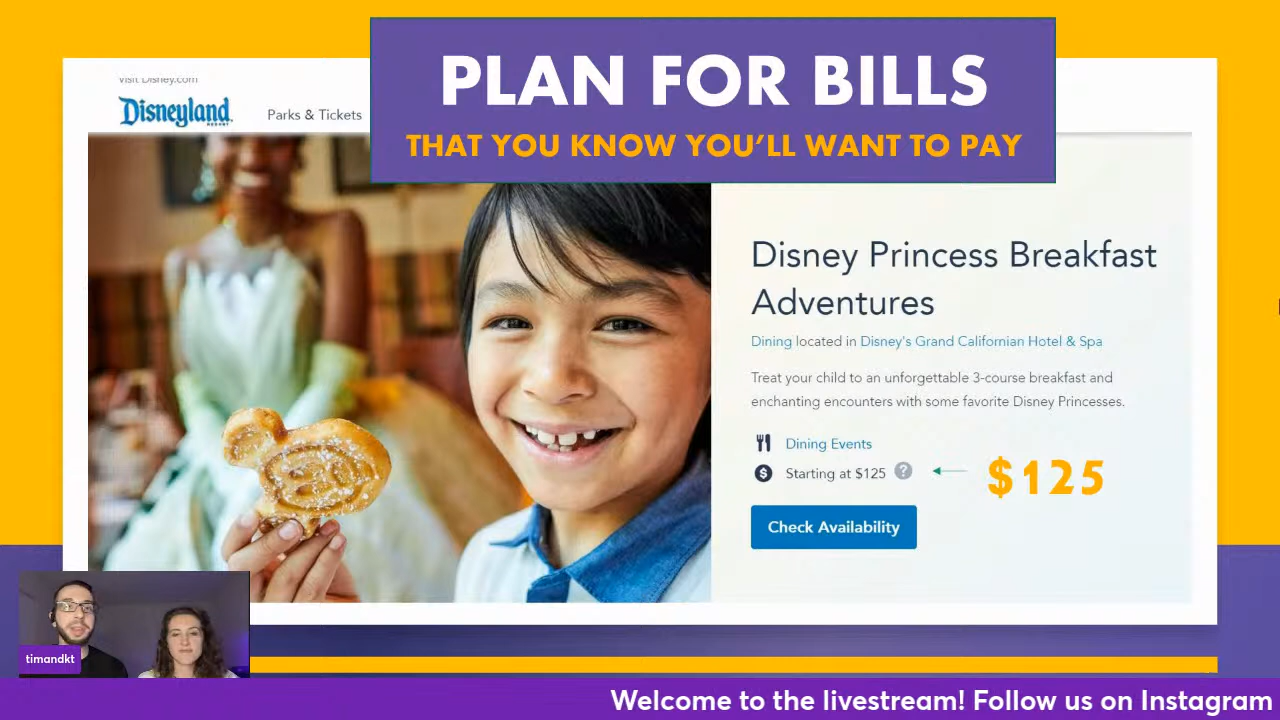 PLAN FOR BILLS
THAT YOU KNOW YOU'LL WANT TO PAY
Visit Disney.com
Disneyland
RESORT
Parks & Tickets
Disney Princess Breakfast
Adventures
Dining located in Disney's Grand Californian Hotel & Spa
Treat your child to an unforgettable 3-course breakfast and
enchanting encounters with some favorite Disney Princesses.
Dining Events
Starting at $125 ?
$125
Check Availability
timandkt
Welcome to the livestream! Follow us on Instagram